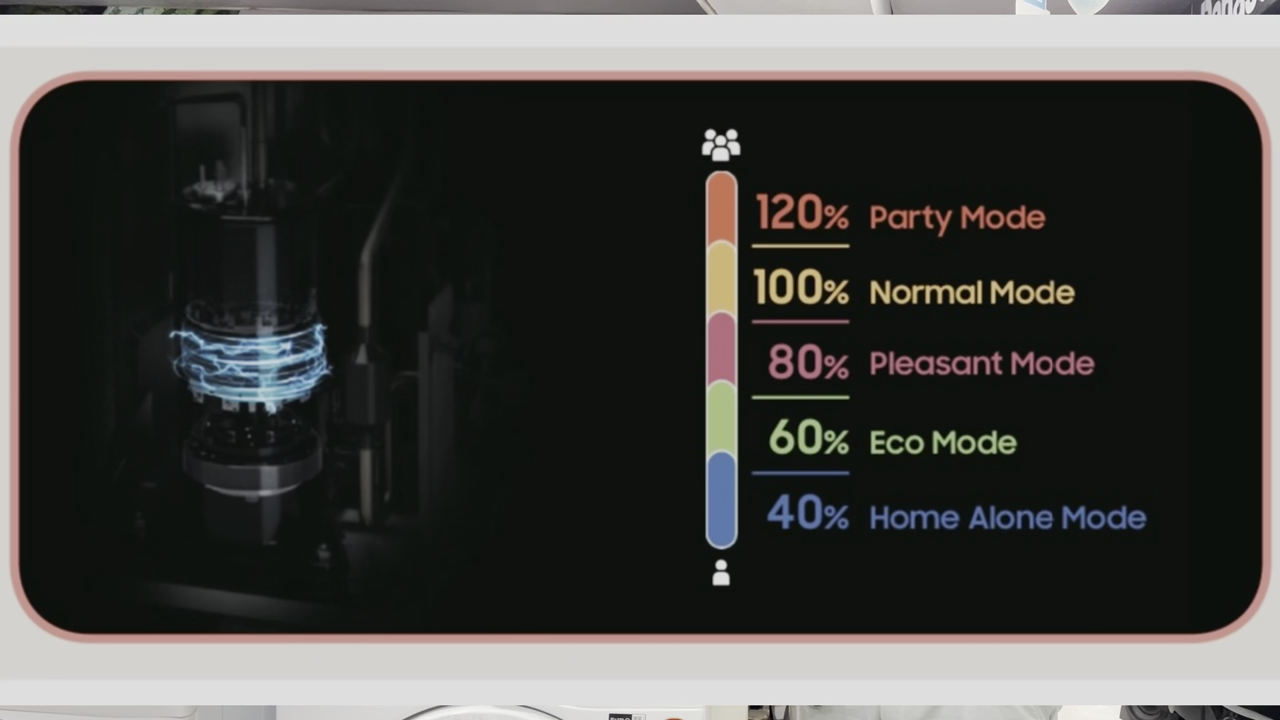 120% Party Mode
100% Normal Mode
80% Pleasant Mode
60% Eco Mode
40% Home Alone Mode